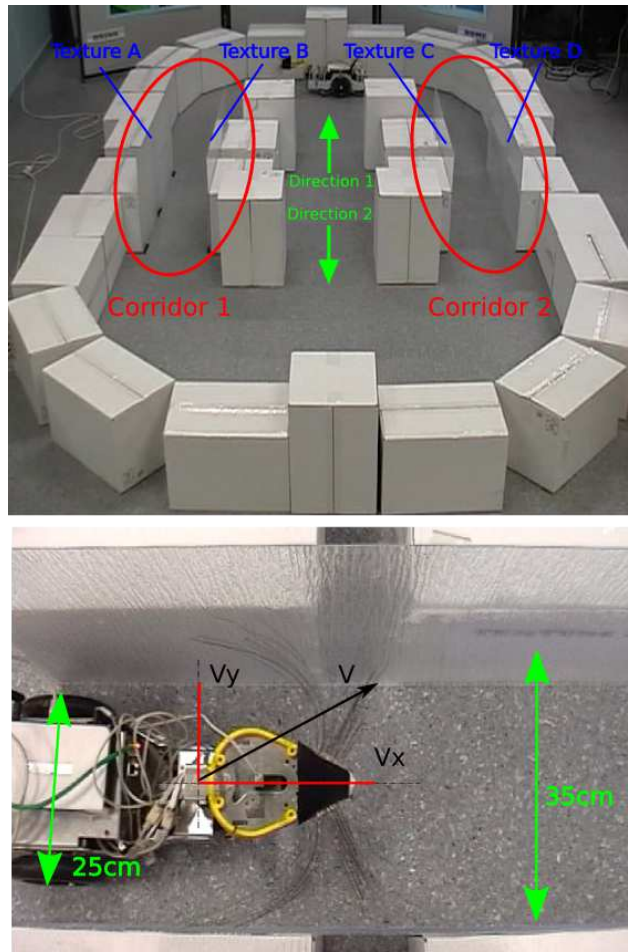 Texture A
Texture B
Texture C
Texture D
Direction 1
Direction 2
Corridor 1
Corridor 2
Vy
V
Vx
25cm
35cm